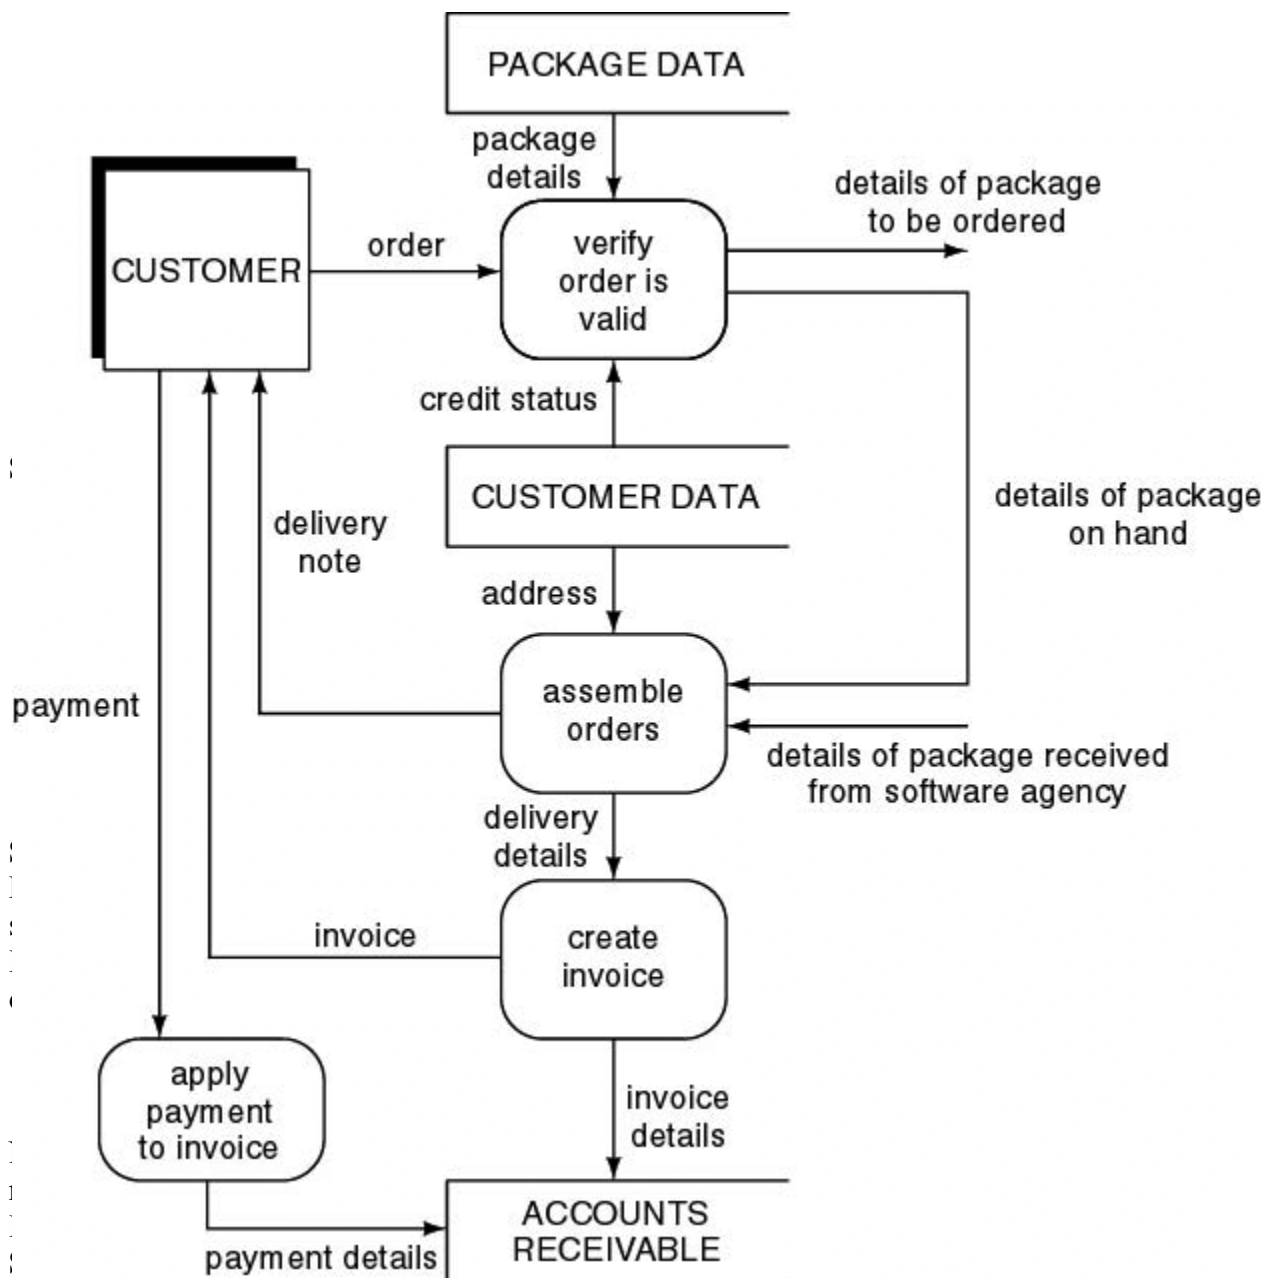 PACKAGE DATA
package
details
details of package
to be ordered
CUSTOMER
order
verify
order is
valid
credit status
CUSTOMER DATA
details of package
on hand
delivery
note
address
payment
assemble
orders
details of package received
from software agency
delivery
details
invoice
create
invoice
apply
payment
to invoice
invoice
details
payment details
ACCOUNTS
RECEIVABLE